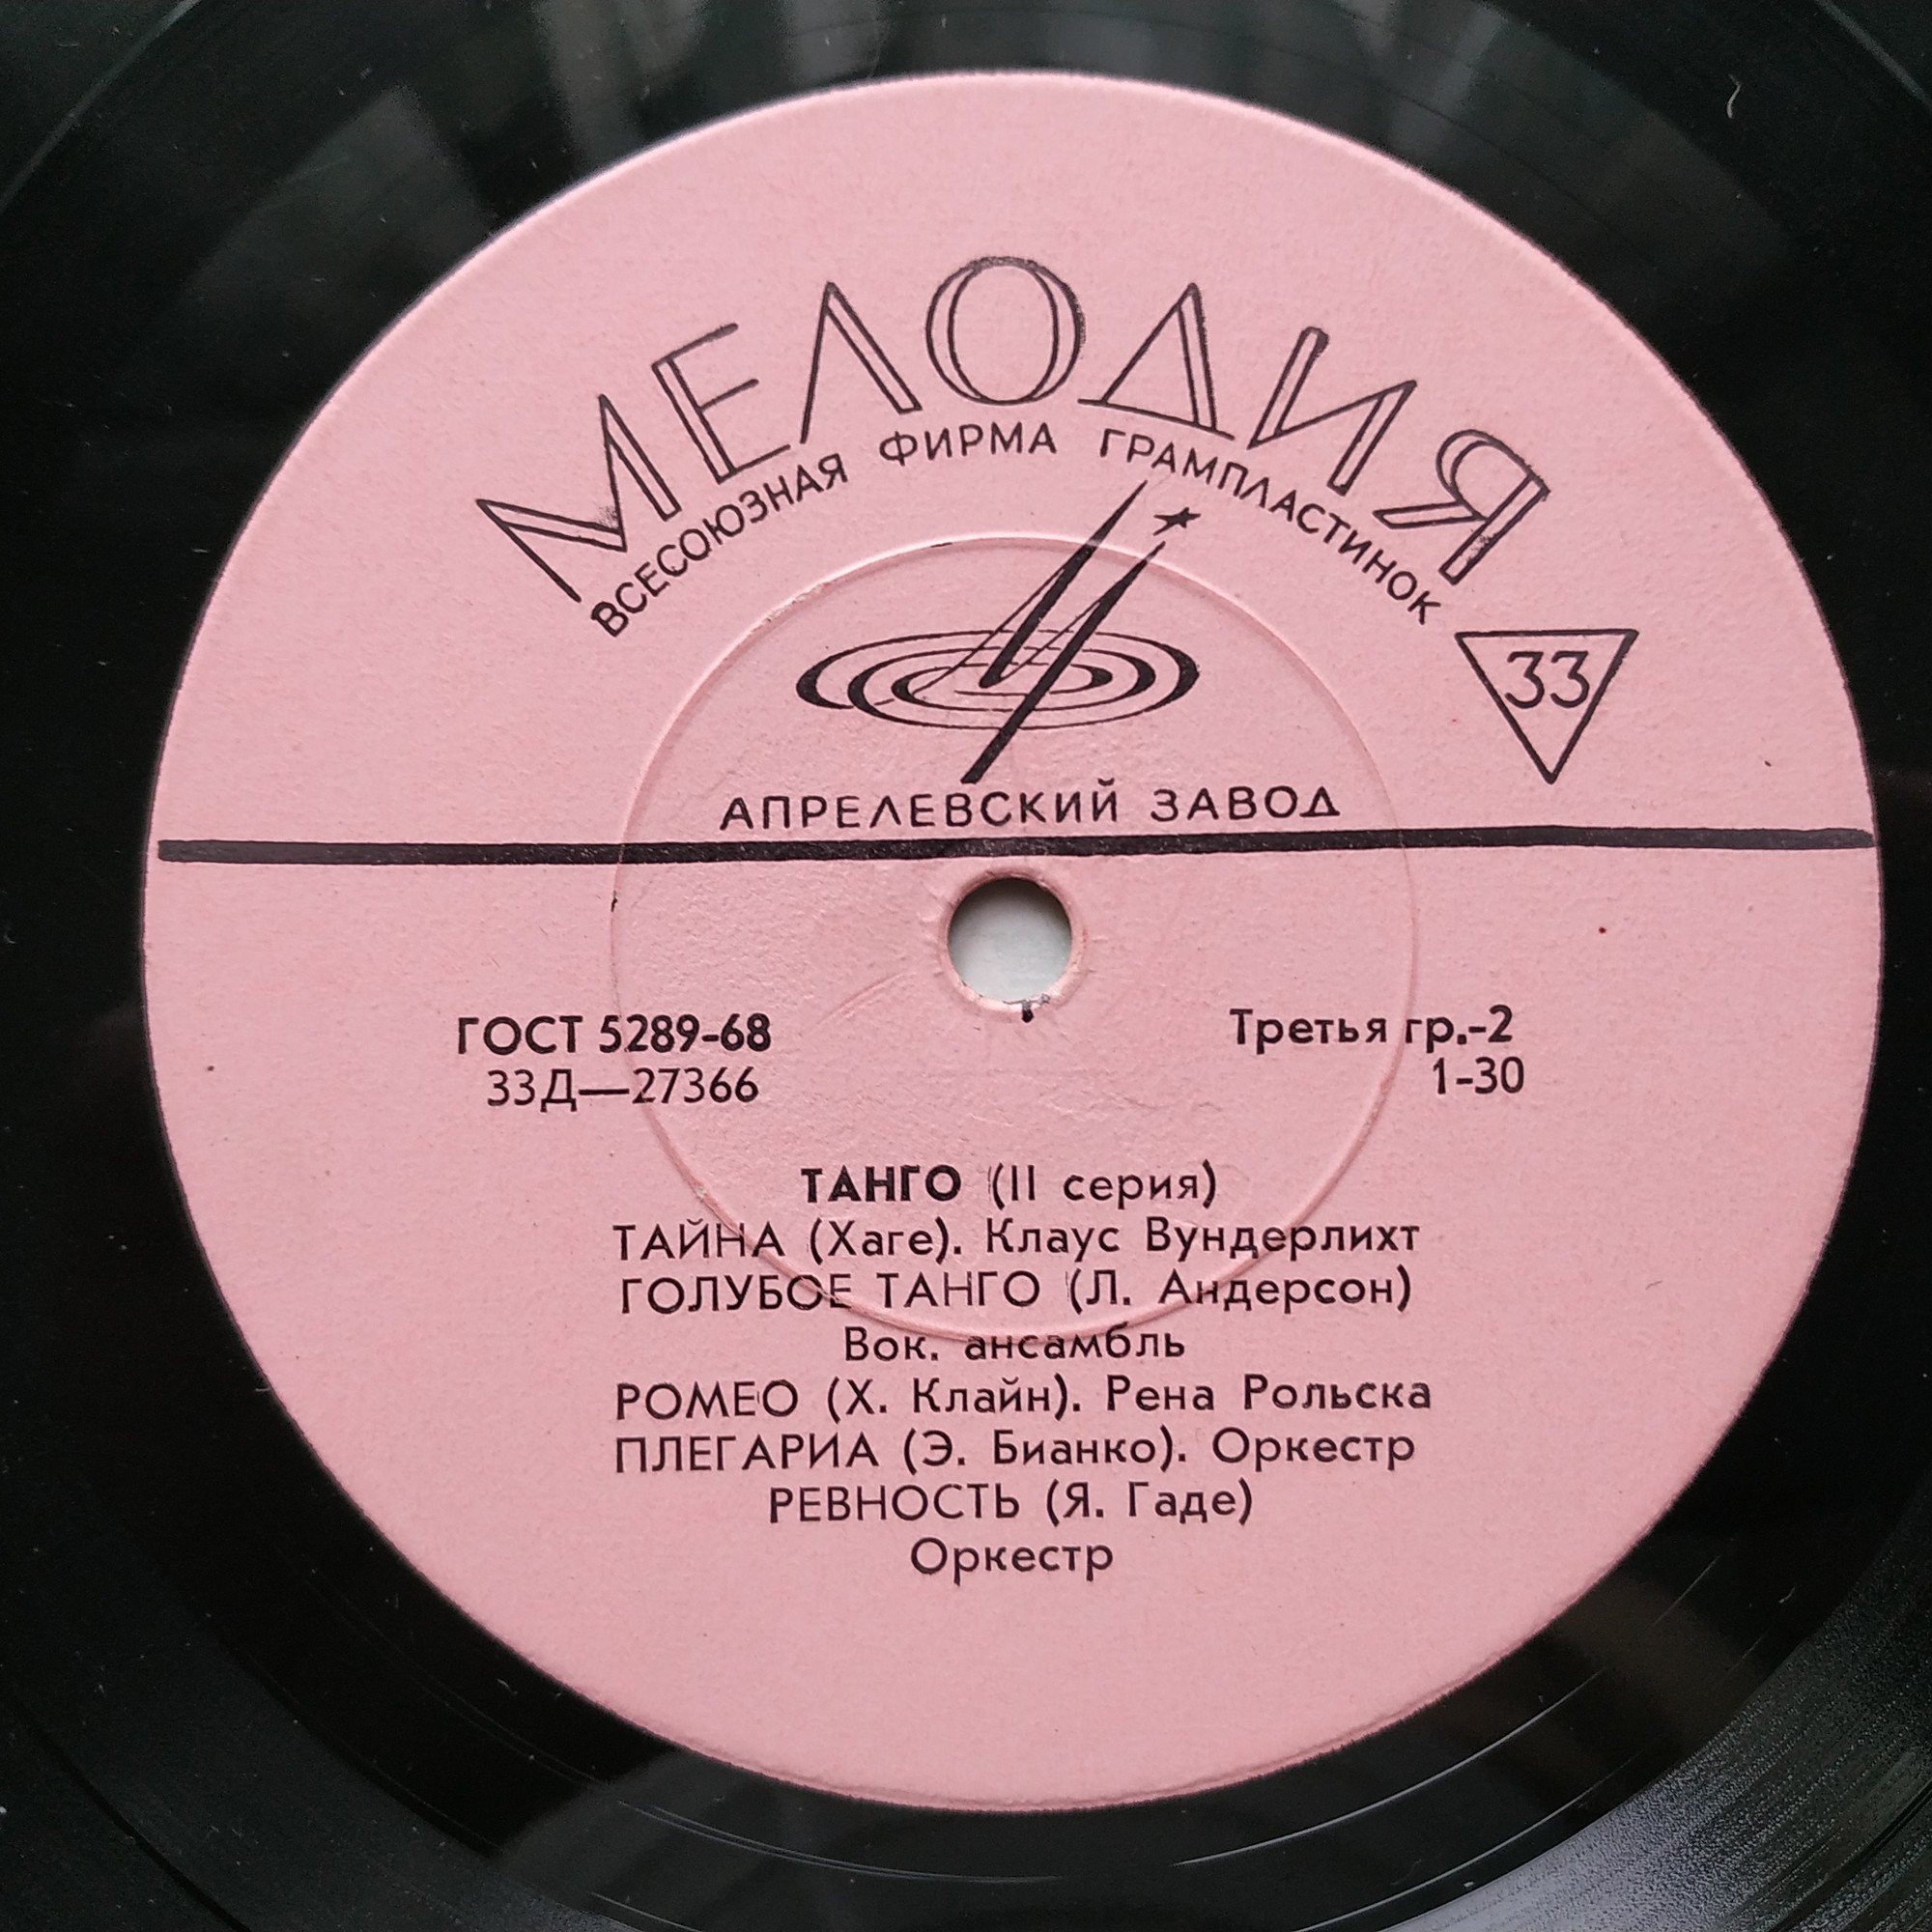 МЕЛОДИЯ
ВСЕСОЮЗНАЯ ФИРМА ГРАМПЛАСТИНОК
33
АПРЕЛЕВСКИЙ ЗАВОД
ГОСТ 5289-68
Третья гр.-2
33Д—27366
1-30
ТАНГО (II серия)
ТАЙНА (Хаге). Клаус Вундерлихт
ГОЛУБОЕ ТАНГО (Л. Андерсон)
Вок. ансамбль
РОМЕО (Х. Клайн). Рена Рольска
ПЛЕГАРИА (Э. Бианко). Оркестр
РЕВНОСТЬ (Я. Гаде)
Оркестр